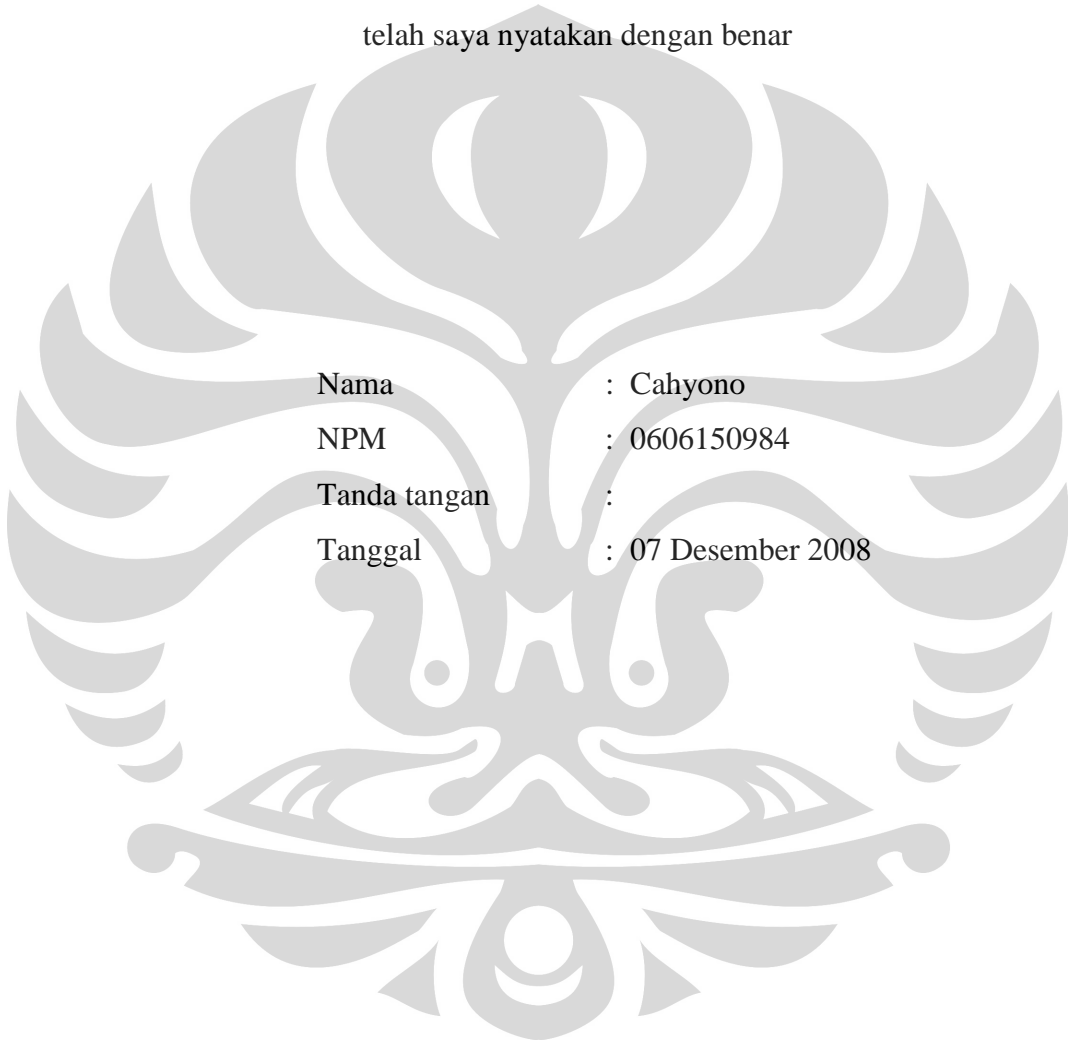 telah saya nyatakan dengan benar
Nama : Cahyono
NPM : 0606150984
Tanda tangan :
Tanggal : 07 Desember 2008